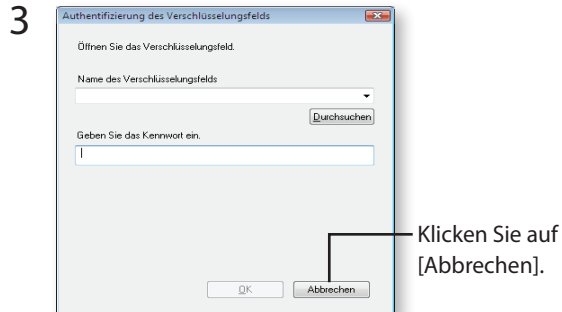 3
Authentifizierung des Verschlüsselungsfelds
Öffnen Sie das Verschlüsselungsfeld.
Name des Verschlüsselungsfelds
Durchsuchen
Geben Sie das Kennwort ein.
Klicken Sie auf
[Abbrechen].
OK Abbrechen